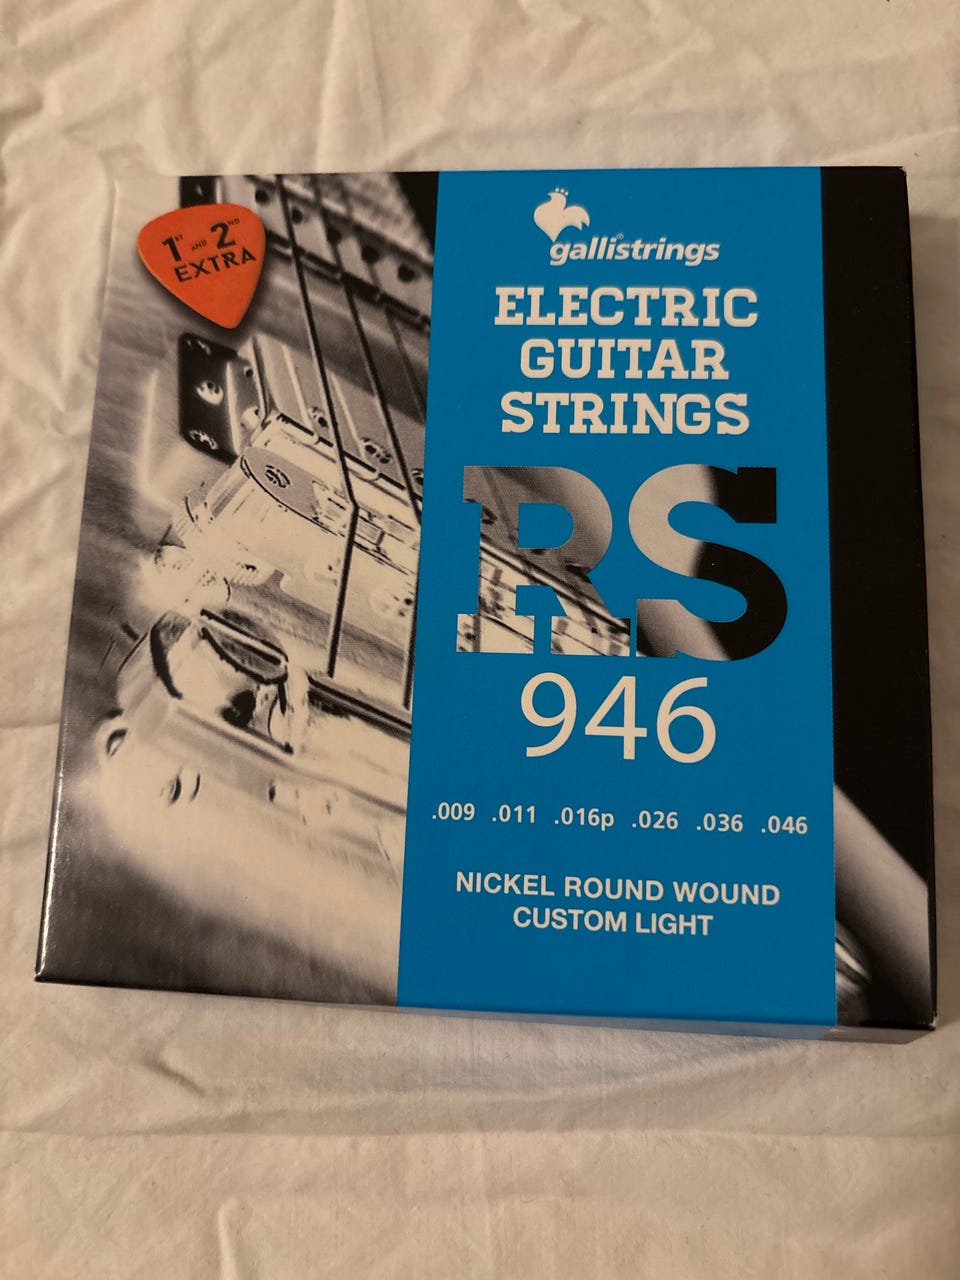 1ST AND 2ND
EXTRA
gallistrings®
ELECTRIC
GUITAR
STRINGS
RS
946
.009 .011 .016p .026 .036 .046
NICKEL ROUND WOUND
CUSTOM LIGHT